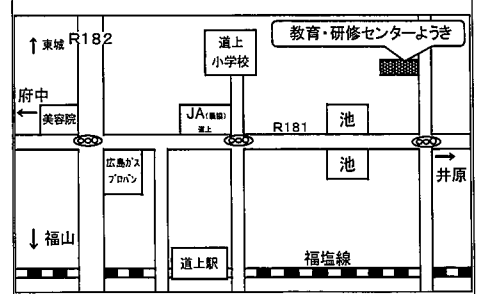 教育・研修センターようき
↑ 東城 R182
道上
小学校
府中
←
美容院
JA(農協)
道上
R181
池
広島ガス
プロパン
池
→
井原
↓ 福山
道上駅
福塩線